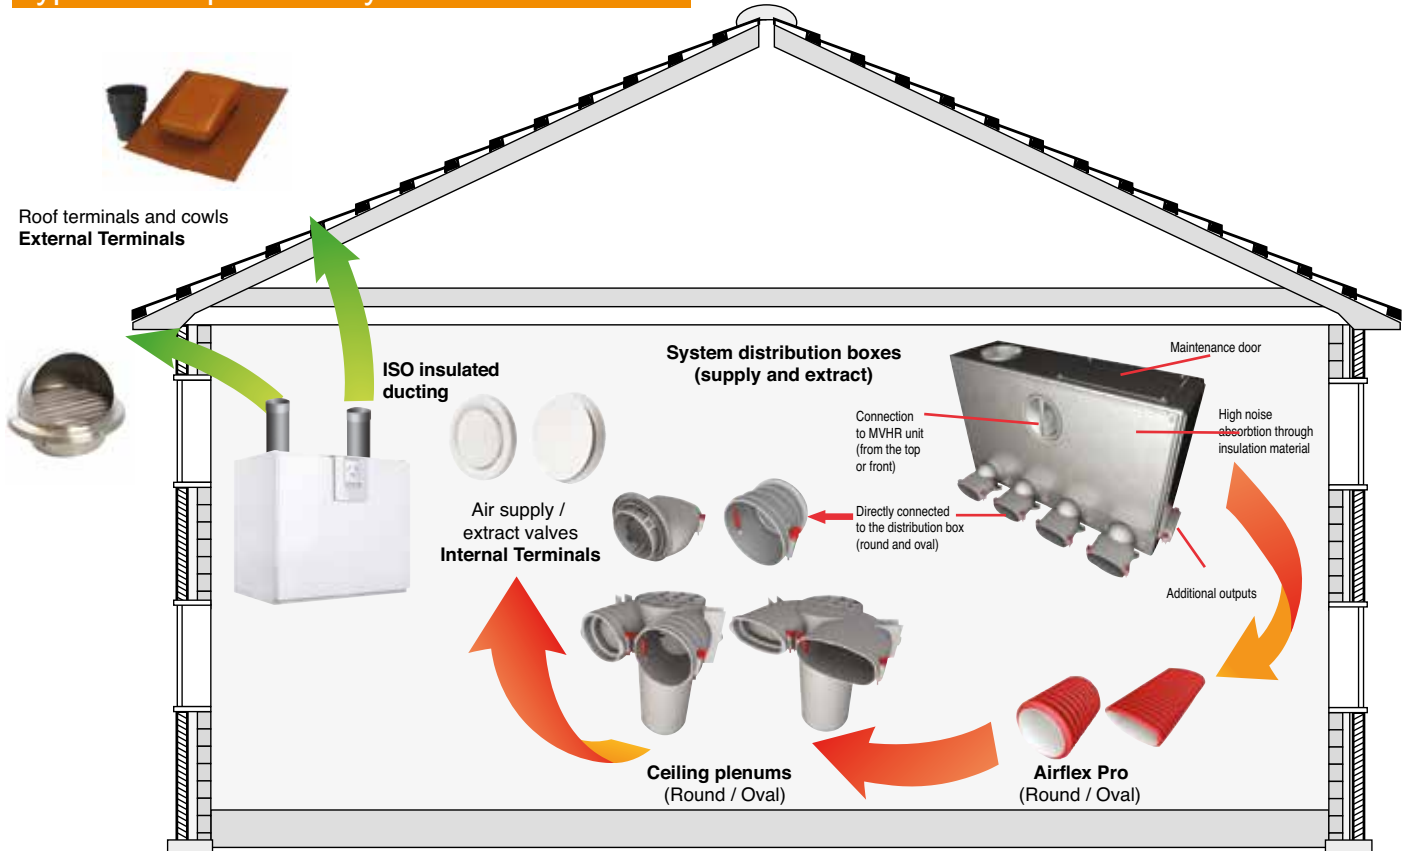 Roof terminals and cowls
External Terminals
ISO insulated
ducting
Air supply /
extract valves
Internal Terminals
System distribution boxes
(supply and extract)
Maintenance door
Connection
to MVHR unit
(from the top
or front)
High noise
absorbtion through
insulation material
Directly connected
to the distribution box
(round and oval)
Additional outputs
Ceiling plenums
(Round / Oval)
Airflex Pro
(Round / Oval)